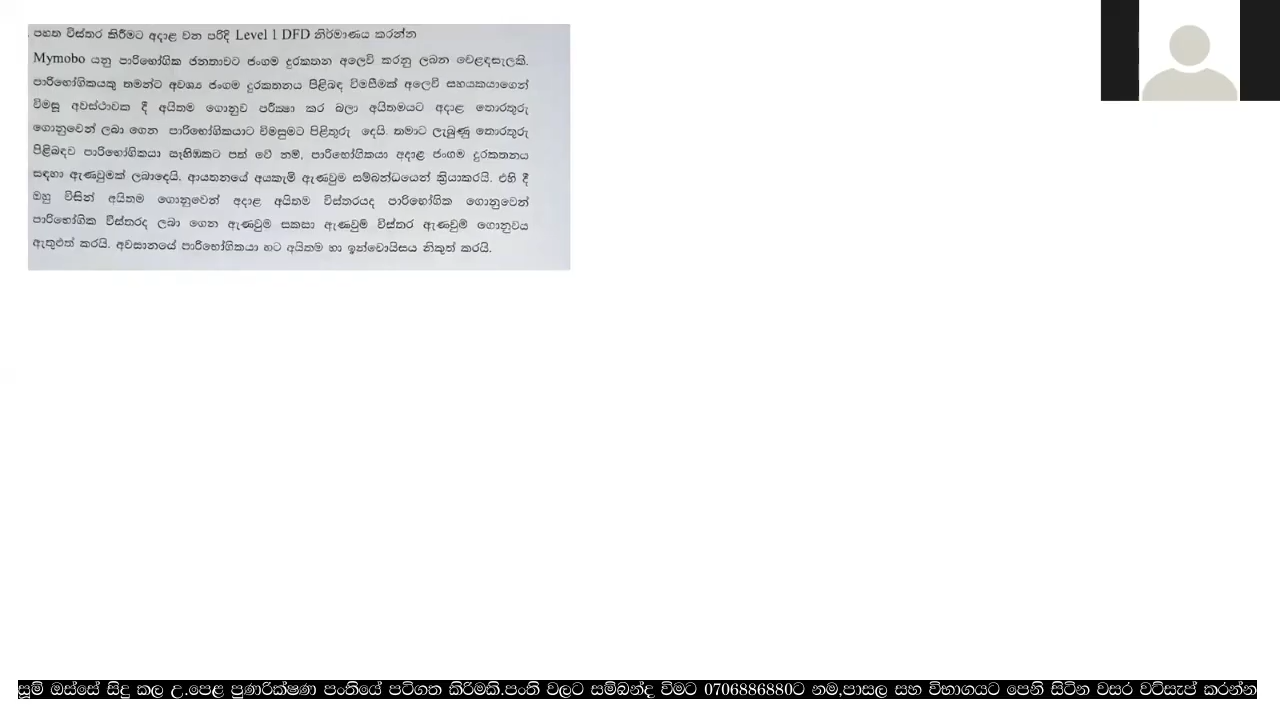 පහත විස්තර කිරීමට අදාළ වන පරිදි Level 1 DFD නිර්මාණය කරන්න
Mymobo යනු පාරිභෝගික ජනතාවට ජංගම දුරකතන අලෙවි කරනු ලබන වෙළඳසැලකි.
පාරිභෝගිකයකු තමන්ට අවශ්‍ය ජංගම දුරකතනය පිළිබඳ විමසීමක් අලෙවි සහයකයාගෙන්
විමසූ අවස්ථාවක දී අයිතම ගොනුව පරීක්‍ෂා කර බලා අයිතමයට අදාළ තොරතුරු
ගොනුවෙන් ලබා ගෙන පාරිභෝගිකයාට විමසුමට පිළිතුරු දෙයි. තමාට ලැබුණු තොරතුරු
පිළිබඳව පාරිභෝගිකයා සෑහීමකට පත් වේ නම්, පාරිභෝගිකයා අදාළ ජංගම දුරකතනය
සඳහා ඇණවුමක් ලබාදෙයි. ආයතනයේ අයකැමි ඇණවුම සම්බන්ධයෙන් ක්‍රියාකරයි. එහි දී
ඔහු විසින් අයිතම ගොනුවෙන් අදාළ අයිතම විස්තරයද පාරිභෝගික ගොනුවෙන්
පාරිභෝගික විස්තරද ලබා ගෙන ඇණවුම සකසා ඇණවුම් විස්තර ඇණවුම් ගොනුවය
ඇතුළත් කරයි. අවසානයේ පාරිභෝගිකයා හට අයිතම හා ඉන්වොයිසය නිකුත් කරයි.
සූම් ඔස්සේ සිදු කල උ.පෙළ පුණරීක්ෂණ පංතියේ පටිගත කිරිමකි.පංති වලට සම්බන්ද වීමට 0706886880ට නම,පාසල සහ විභාගයට පෙනී සිටින වසර වට්සැප් කරන්න